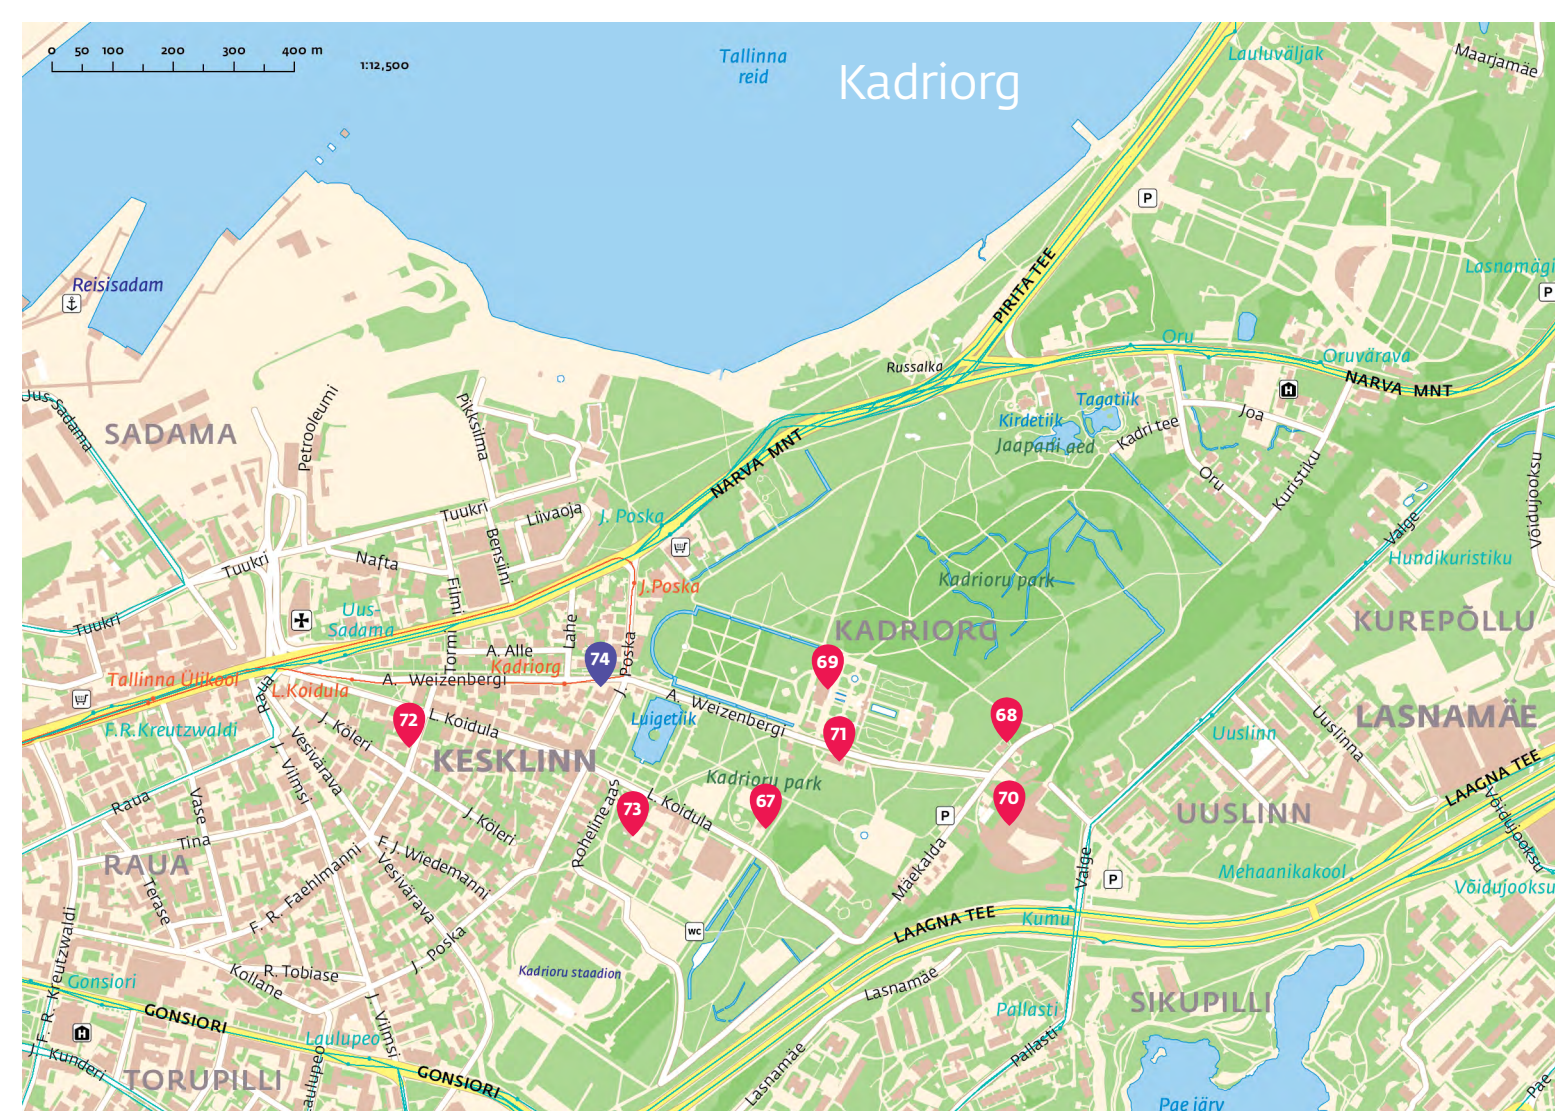 0 50 100 200 300 400 m
1:12,500
Tallinna
reid
Kadriorg
Lauluväljak
Maarjamäe
P
PIRITA TEE
Lasnamägi
P
Reisisadam
Oru
Oruvärava
Russalka
NARVA MNT
Uus-Sadama
SADAMA
Petrooleumi
Pikksilma
Tagatiik
Kirdetiik
Jaapani aed
Kadri tee
Joa
H
NARVA MNT
Oru
Kuristiku
Võidujooksu
Tuukri
Liivaoja
J. Poska
Valge
Hundikuristiku
Tuukri
Nafta
Bensiini
Filmi
J.Poska
Kadrioru park
Tuukri
Uus-
Sadama
Tormi
A. Alle
Lahe
J. Poska
KADRIORG
KUREPÕLLU
Kadriorg
74
69
Tallinna Ülikool
L.Koidula
A. Weizenbergi
A. Weizenbergi
Raua
F.R.Kreutzwaldi
J. Köleri
72
L. Koidula
Luigetiik
71
68
Uuslinn
Uuslinna
LASNAMÄE
KESKLINN
Vesivärava
J. Vilmsi
Kadrioru park
LAAGNA TEE
Raua
Vase
Tina
J. Köleri
Roheline aas
73
L. Koidula
67
70
P
UUSLINN
Võidujooksu
RAUA
F. J. Wiedemanni
Vesivärava
Terase
F. R. Faehlmanni
Mäekalda
Valge
P
Mehaanikakool
Võidujooksu
F. R. Kreutzwaldi
J. Poska
WC
LAAGNA TEE
Kumu
Kollane
R. Tobiase
Kadrioru staadion
Lasnamäe
Gonsiori
GONSIORI
J. Vilmsi
Pallasti
SIKUPILLI
H
Laulupeo
Pallasti
J. Kunderi
TORUPILLI
Laulupeo
GONSIORI
Lasnamäe
Pae järv
Pae